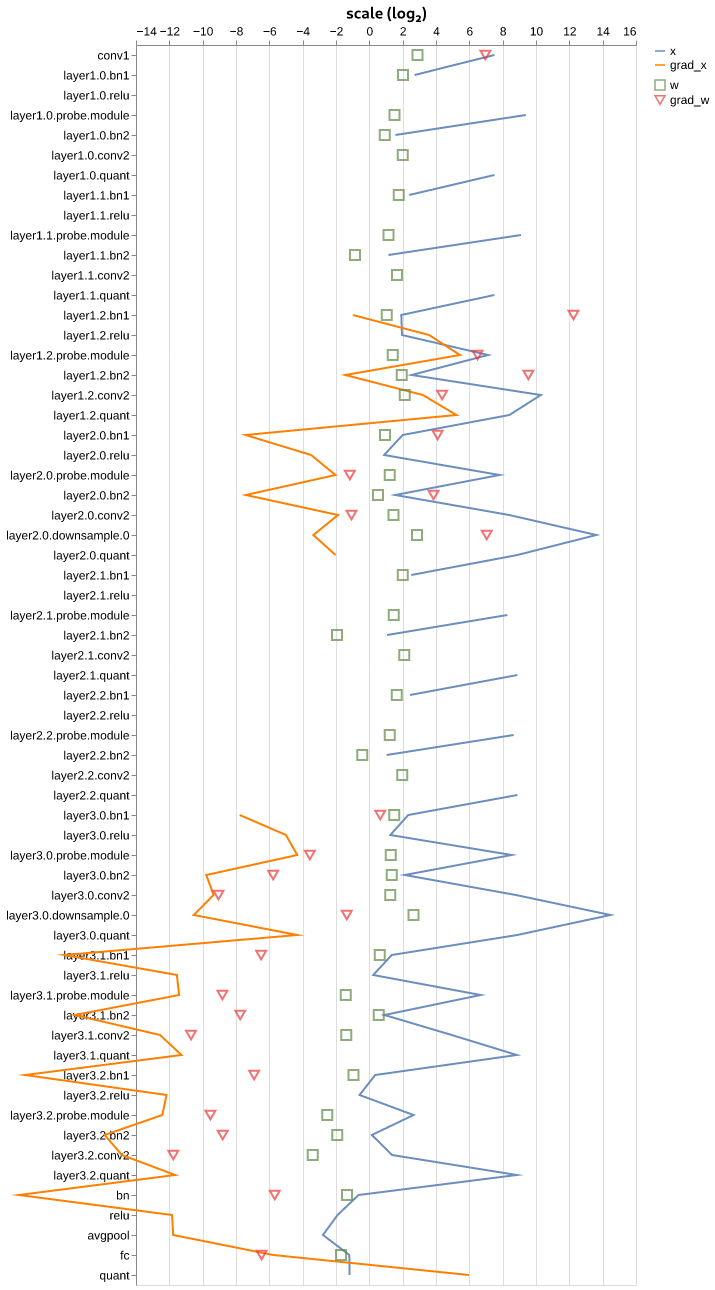 scale (log₂)
−14 −12 −10 −8 −6 −4 −2 0 2 4 6 8 10 12 14 16
x
grad_x
w
grad_w
conv1
layer1.0.bn1
layer1.0.relu
layer1.0.probe.module
layer1.0.bn2
layer1.0.conv2
layer1.0.quant
layer1.1.bn1
layer1.1.relu
layer1.1.probe.module
layer1.1.bn2
layer1.1.conv2
layer1.1.quant
layer1.2.bn1
layer1.2.relu
layer1.2.probe.module
layer1.2.bn2
layer1.2.conv2
layer1.2.quant
layer2.0.bn1
layer2.0.relu
layer2.0.probe.module
layer2.0.bn2
layer2.0.conv2
layer2.0.downsample.0
layer2.0.quant
layer2.1.bn1
layer2.1.relu
layer2.1.probe.module
layer2.1.bn2
layer2.1.conv2
layer2.1.quant
layer2.2.bn1
layer2.2.relu
layer2.2.probe.module
layer2.2.bn2
layer2.2.conv2
layer2.2.quant
layer3.0.bn1
layer3.0.relu
layer3.0.probe.module
layer3.0.bn2
layer3.0.conv2
layer3.0.downsample.0
layer3.0.quant
layer3.1.bn1
layer3.1.relu
layer3.1.probe.module
layer3.1.bn2
layer3.1.conv2
layer3.1.quant
layer3.2.bn1
layer3.2.relu
layer3.2.probe.module
layer3.2.bn2
layer3.2.conv2
layer3.2.quant
bn
relu
avgpool
fc
quant